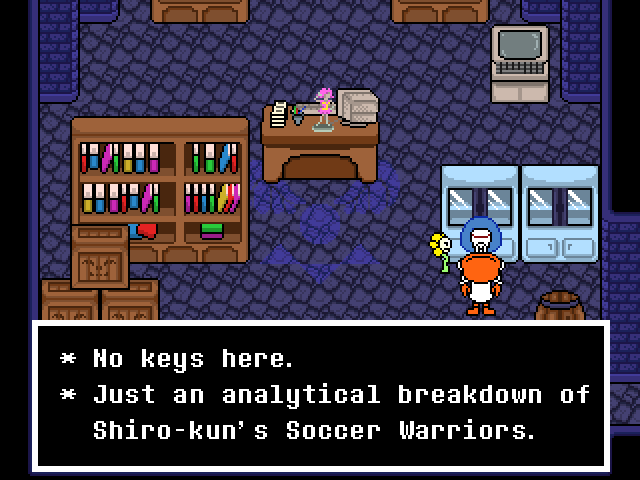 * No keys here.
* Just an analytical breakdown of
Shiro-kun's Soccer Warriors.